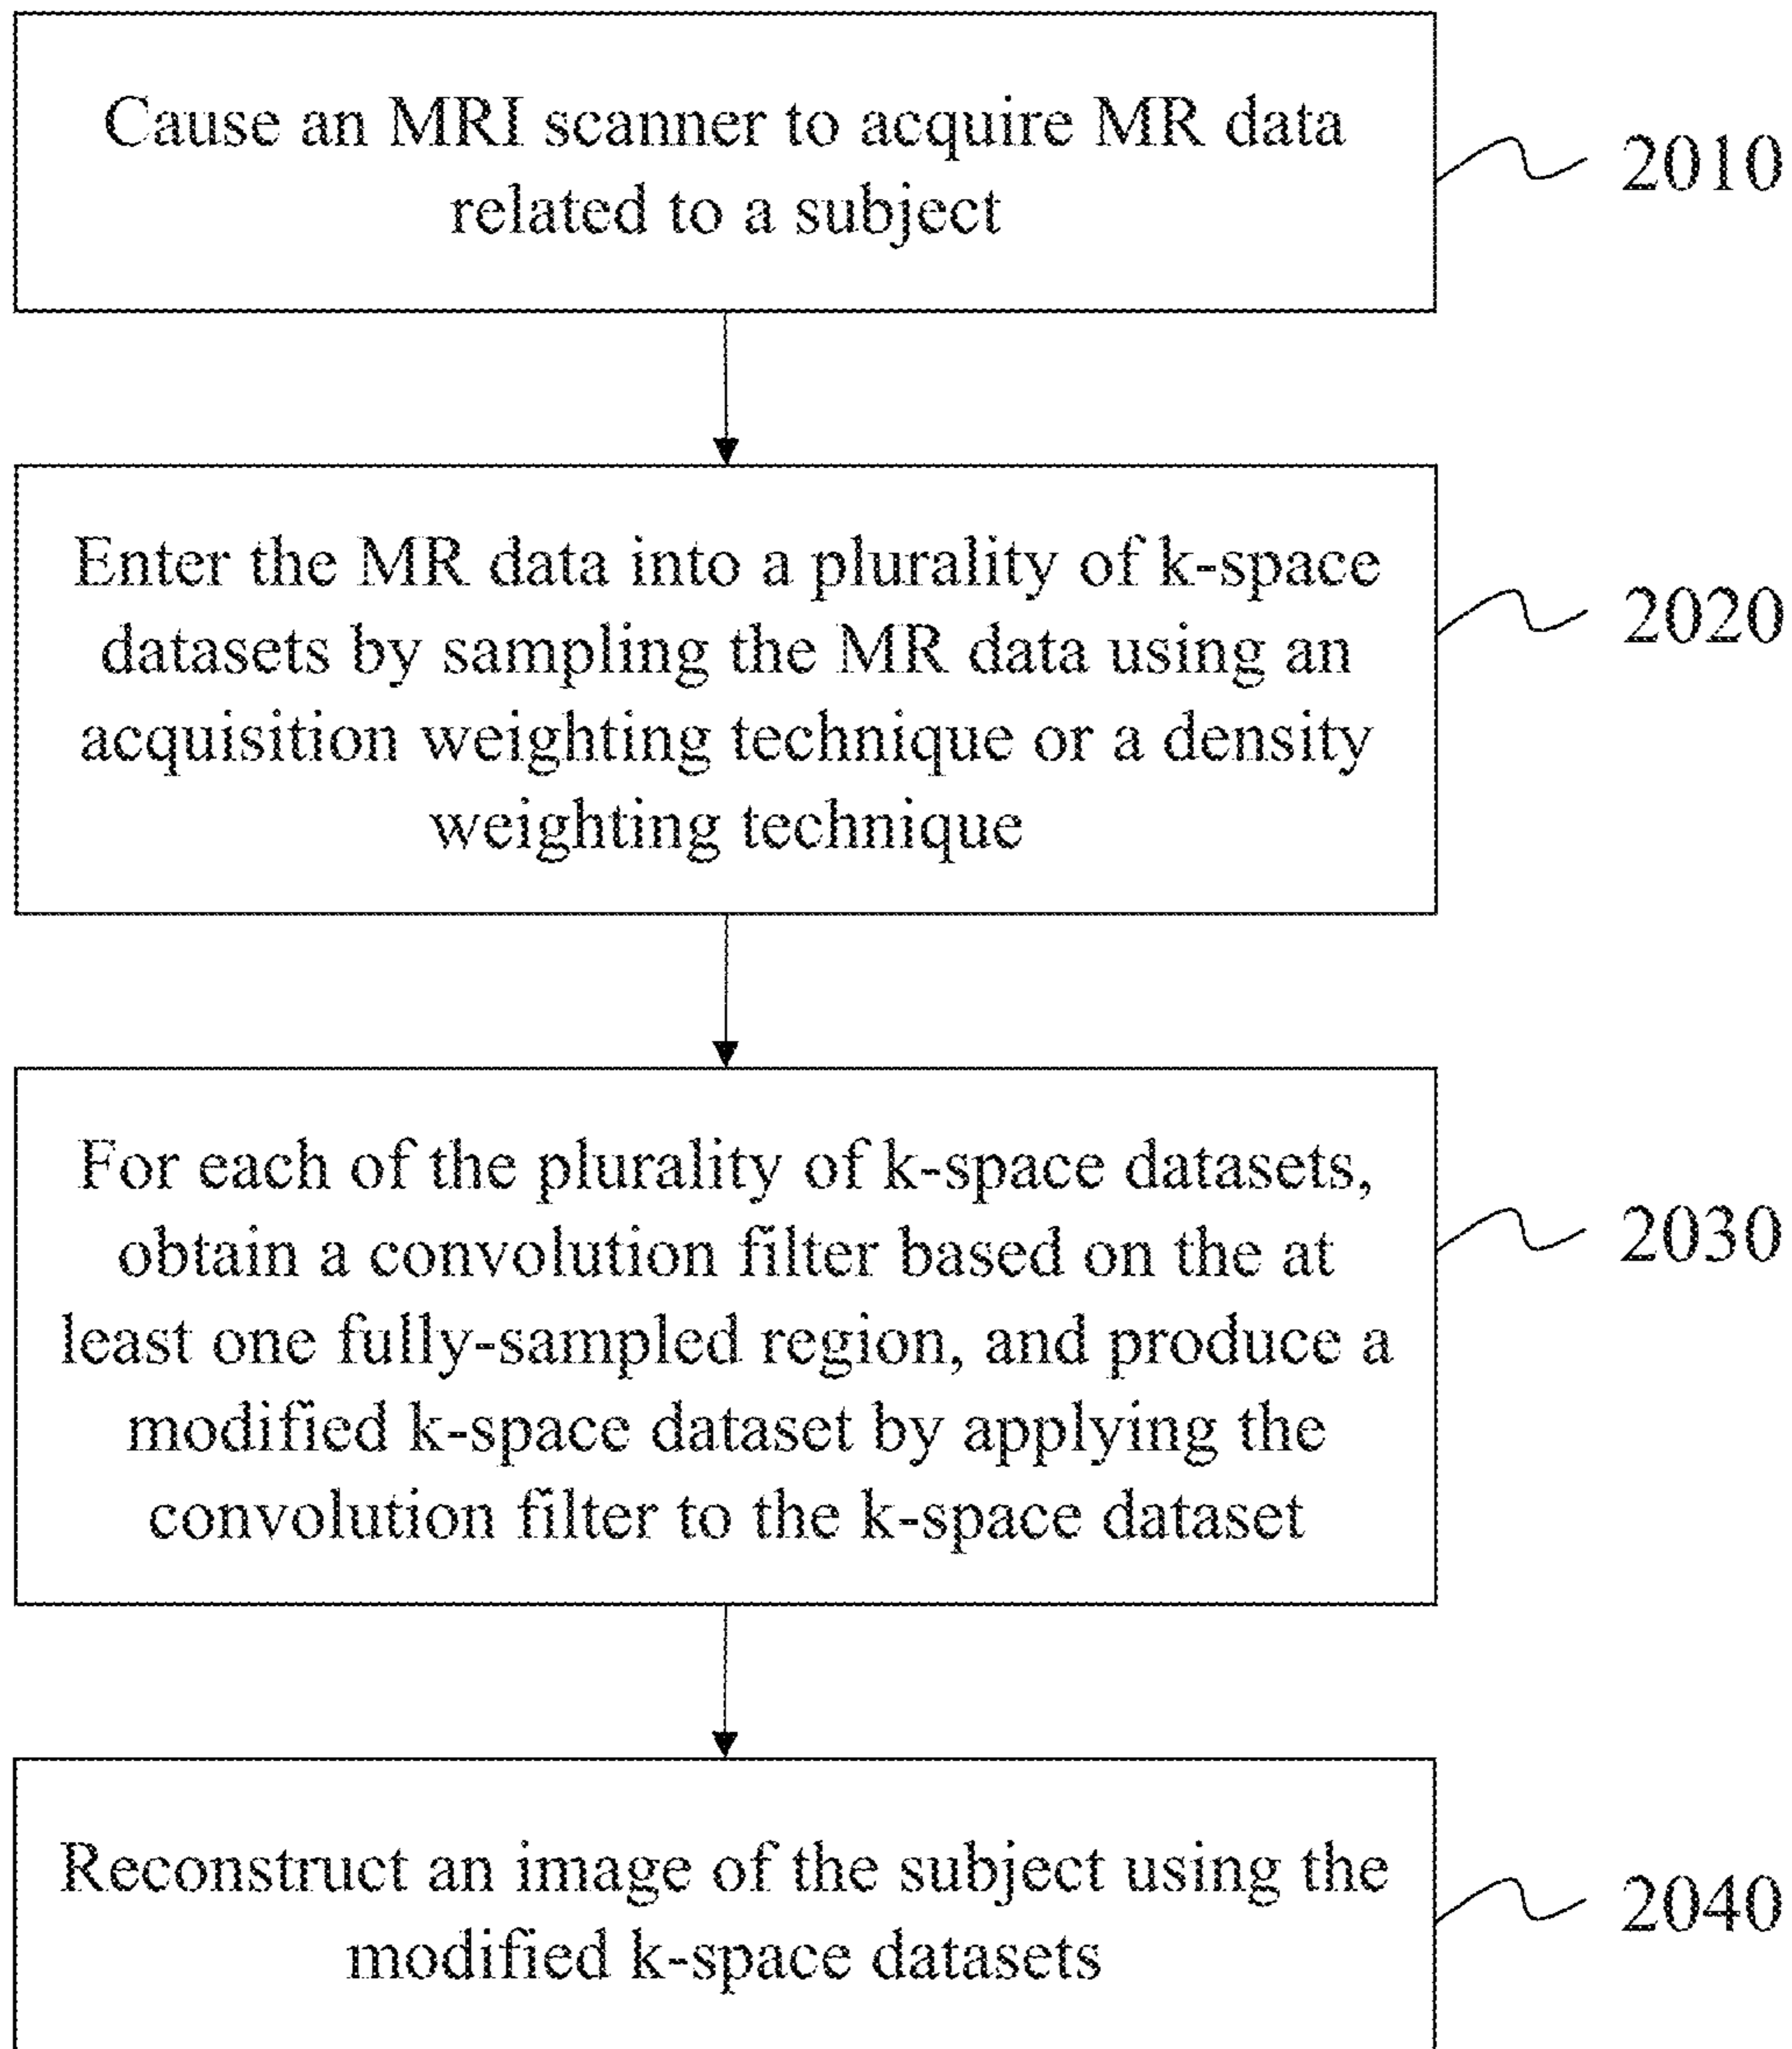 Cause an MRI scanner to acquire MR data
related to a subject
2010
Enter the MR data into a plurality of k-space
datasets by sampling the MR data using an
acquisition weighting technique or a density
weighting technique
2020
For each of the plurality of k-space datasets,
obtain a convolution filter based on the at
least one fully-sampled region, and produce a
modified k-space dataset by applying the
convolution filter to the k-space dataset
2030
Reconstruct an image of the subject using the
modified k-space datasets
2040